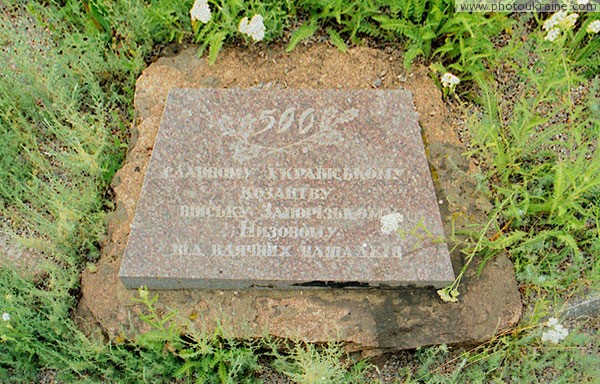 www.photoukraine.com
500
славному українському
козацтву
війську Запорізькому
Низовому
від вдячних нащадків